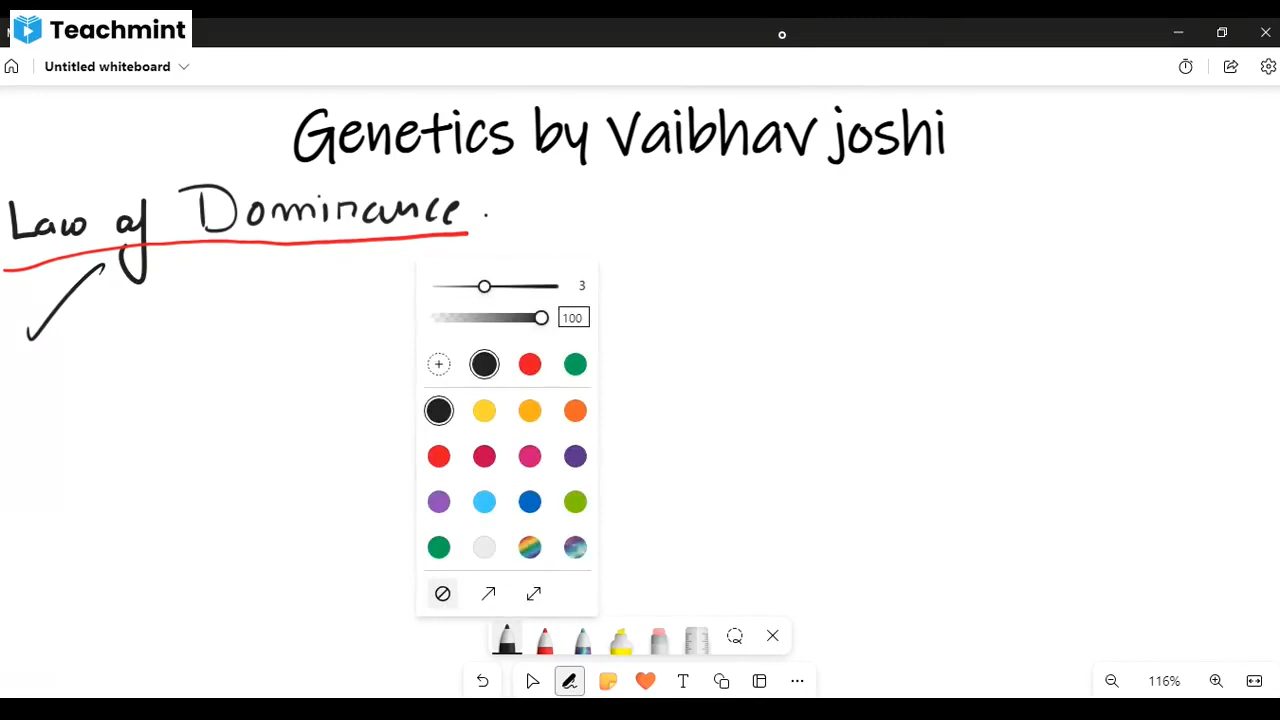 Teachmint
Untitled whiteboard
Genetics by Vaibhav joshi
Law of Dominance.
3
100
116%